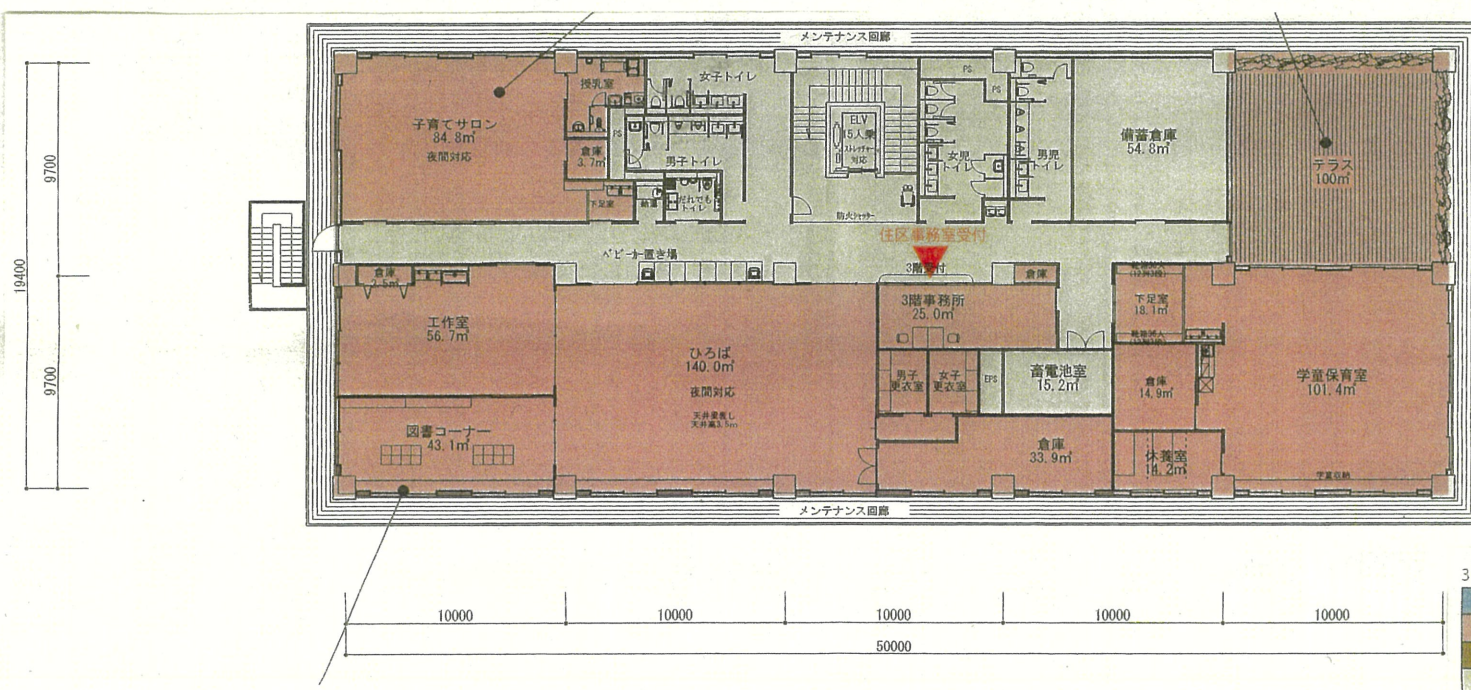 メンテナンス回廊
子育てサロン
84.8㎡
夜間対応
授乳室
倉庫
3.7㎡
下足室
給湯
PS
女子トイレ
男子トイレ
だれでも
トイレ
ELV
15人乗
ストレッチャー
対応
防火シャッター
PS
PS
女児
トイレ
男児
トイレ
備蓄倉庫
54.8㎡
テラス
100㎡
ベビーカー置き場
住区事務室受付
3階受付
倉庫
2.5㎡
工作室
56.7㎡
図書コーナー
43.1㎡
ひろば
140.0㎡
夜間対応
天井高3.5m
3階事務所
25.0㎡
倉庫
男子
更衣室
女子
更衣室
EPS
畜電池室
15.2㎡
倉庫
33.9㎡
下足室
18.1㎡
倉庫
14.9㎡
休養室
14.2㎡
学童保育室
101.4㎡
学童収納
メンテナンス回廊
9700
9700
19400
10000
10000
10000
10000
10000
50000
3